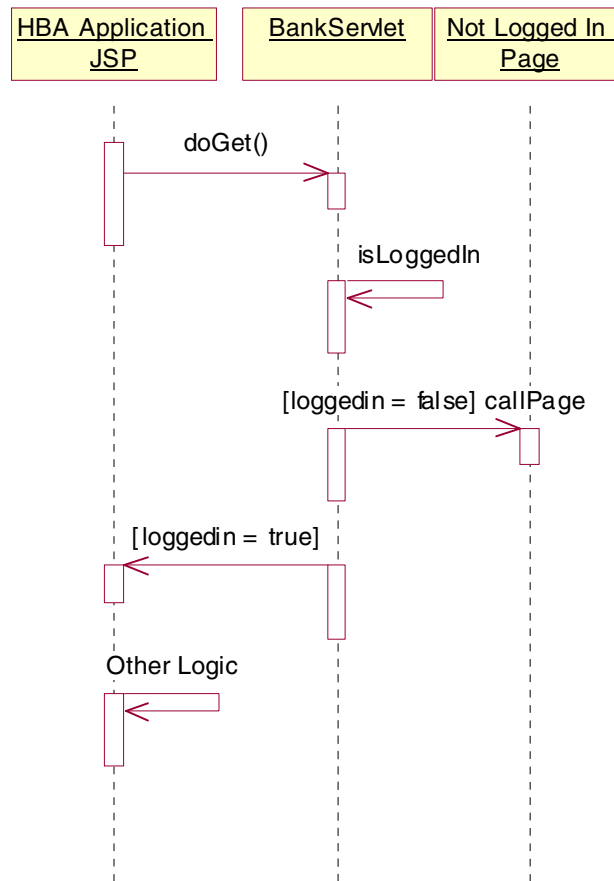 HBA Application
JSP
BankServlet
Not Logged In
Page
doGet()
isLoggedIn
[loggedin = false] callPage
[loggedin = true]
Other Logic